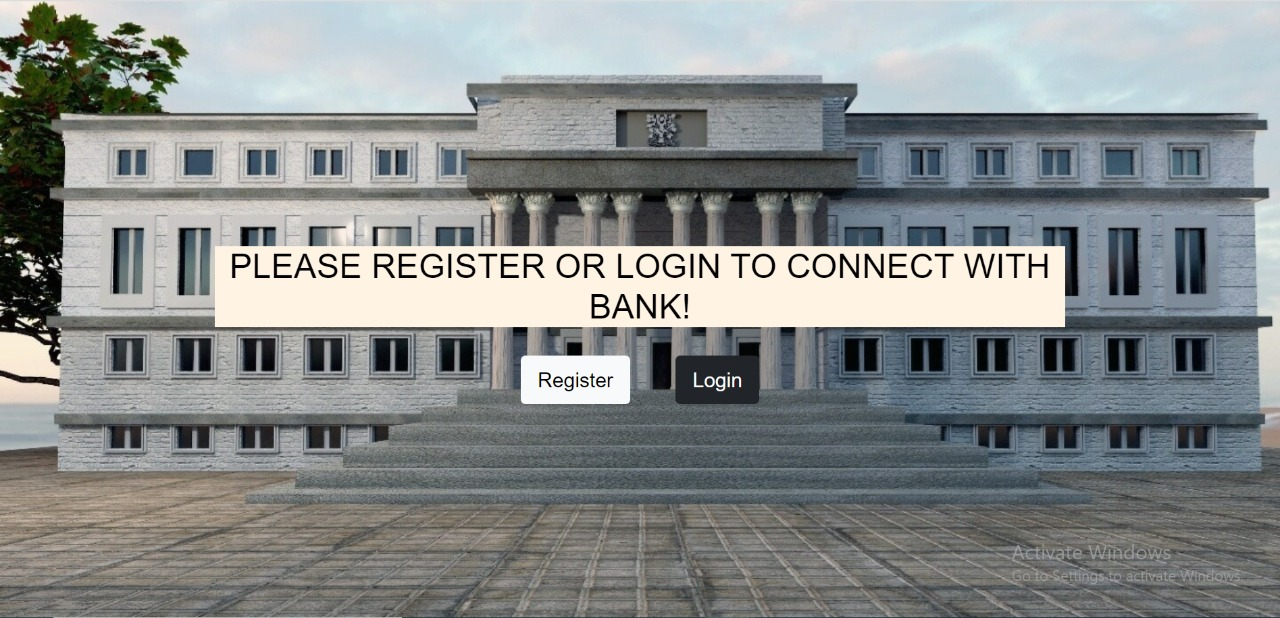 PLEASE REGISTER OR LOGIN TO CONNECT WITH
BANK!
Register
Login
Activate Windows
Go to Settings to activate Windows.